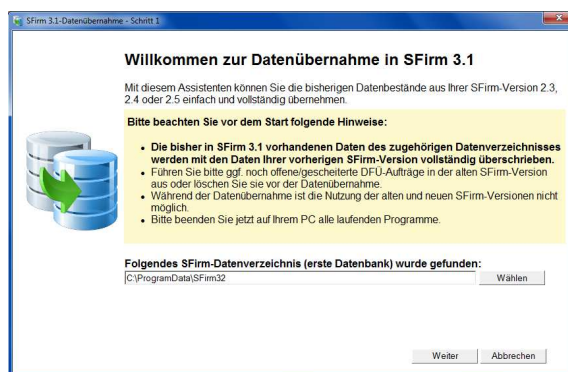 SFirm 3.1-Datenübernahme - Schritt 1
Willkommen zur Datenübernahme in SFirm 3.1
Mit diesem Assistenten können Sie die bisherigen Datenbestände aus Ihrer SFirm-Version 2.3,
2.4 oder 2.5 einfach und vollständig übernehmen.
Bitte beachten Sie vor dem Start folgende Hinweise:
• Die bisher in SFirm 3.1 vorhandenen Daten des zugehörigen Datenverzeichnisses
werden mit den Daten Ihrer vorherigen SFirm-Version vollständig überschrieben.
• Führen Sie bitte ggf. noch offene/gescheiterte DFÜ-Aufträge in der alten SFirm-Version
aus oder löschen Sie sie vor der Datenübernahme.
• Während der Datenübernahme ist die Nutzung der alten und neuen SFirm-Versionen nicht
möglich.
• Bitte beenden Sie jetzt auf Ihrem PC alle laufenden Programme.
Folgendes SFirm-Datenverzeichnis (erste Datenbank) wurde gefunden:
C:\ProgramData\SFirm32
Wählen
Weiter
Abbrechen